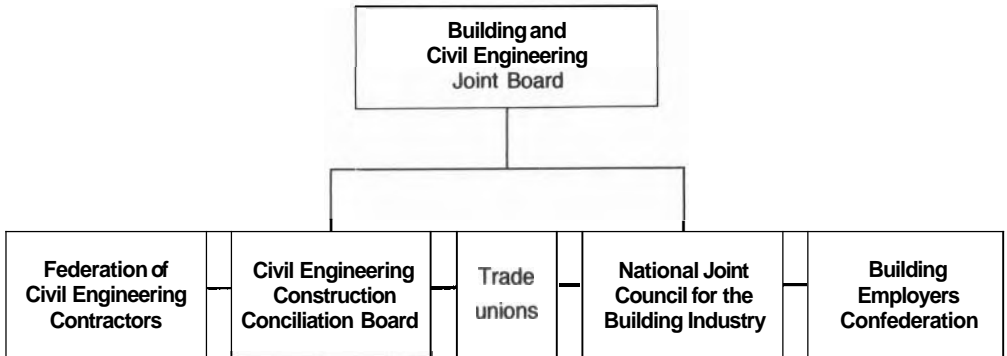 Building and
Civil Engineering
Joint Board
Federation of
Civil Engineering
Contractors
Civil Engineering
Construction
Conciliation Board
Trade
unions
National Joint
Council for the
Building Industry
Building
Employers
Confederation